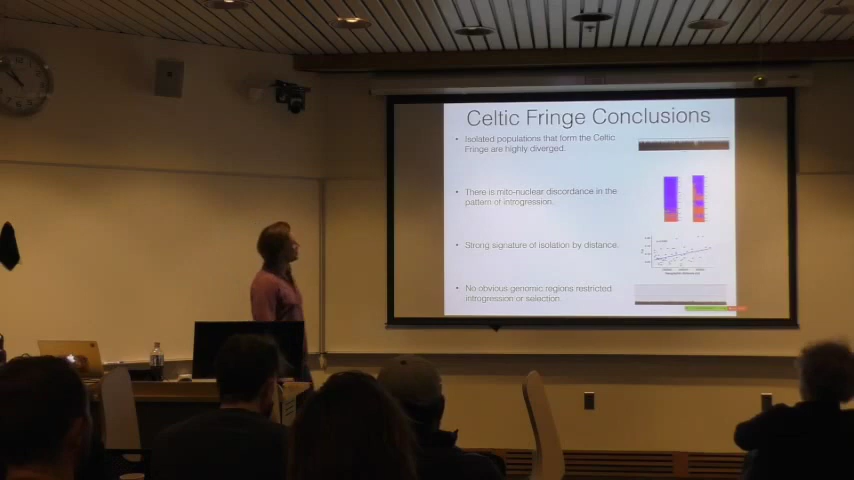 Celtic Fringe Conclusions
• Isolated populations that form the Celtic
Fringe are highly diverged.
• There is mito-nuclear discordance in the
pattern of introgression.
• Strong signature of isolation by distance.
• No obvious genomic regions restricted
introgression or selection.